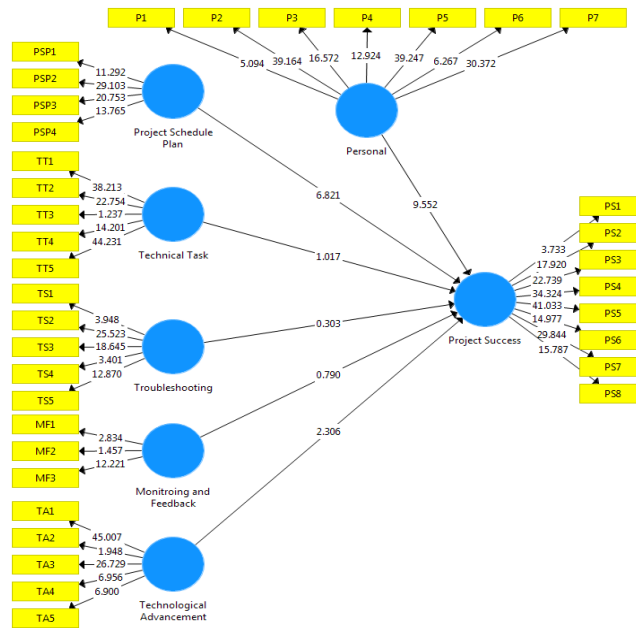 P1
P2
P3
P4
P5
P6
P7
5.094
39.164
16.572
12.924
39.247
6.267
30.372
Personal
9.552
PSP1
PSP2
PSP3
PSP4
11.292
29.103
20.753
13.765
Project Schedule
Plan
6.821
TT1
TT2
TT3
TT4
TT5
38.213
22.754
1.237
14.201
44.231
Technical Task
1.017
TS1
TS2
TS3
TS4
TS5
3.948
25.523
18.645
3.401
12.870
Troubleshooting
0.303
MF1
MF2
MF3
2.834
1.457
12.221
Monitroing and
Feedback
0.790
TA1
TA2
TA3
TA4
TA5
45.007
1.948
26.729
6.956
6.900
Technological
Advancement
2.306
Project Success
3.733
17.920
22.739
34.324
41.033
14.977
29.844
15.787
PS1
PS2
PS3
PS4
PS5
PS6
PS7
PS8